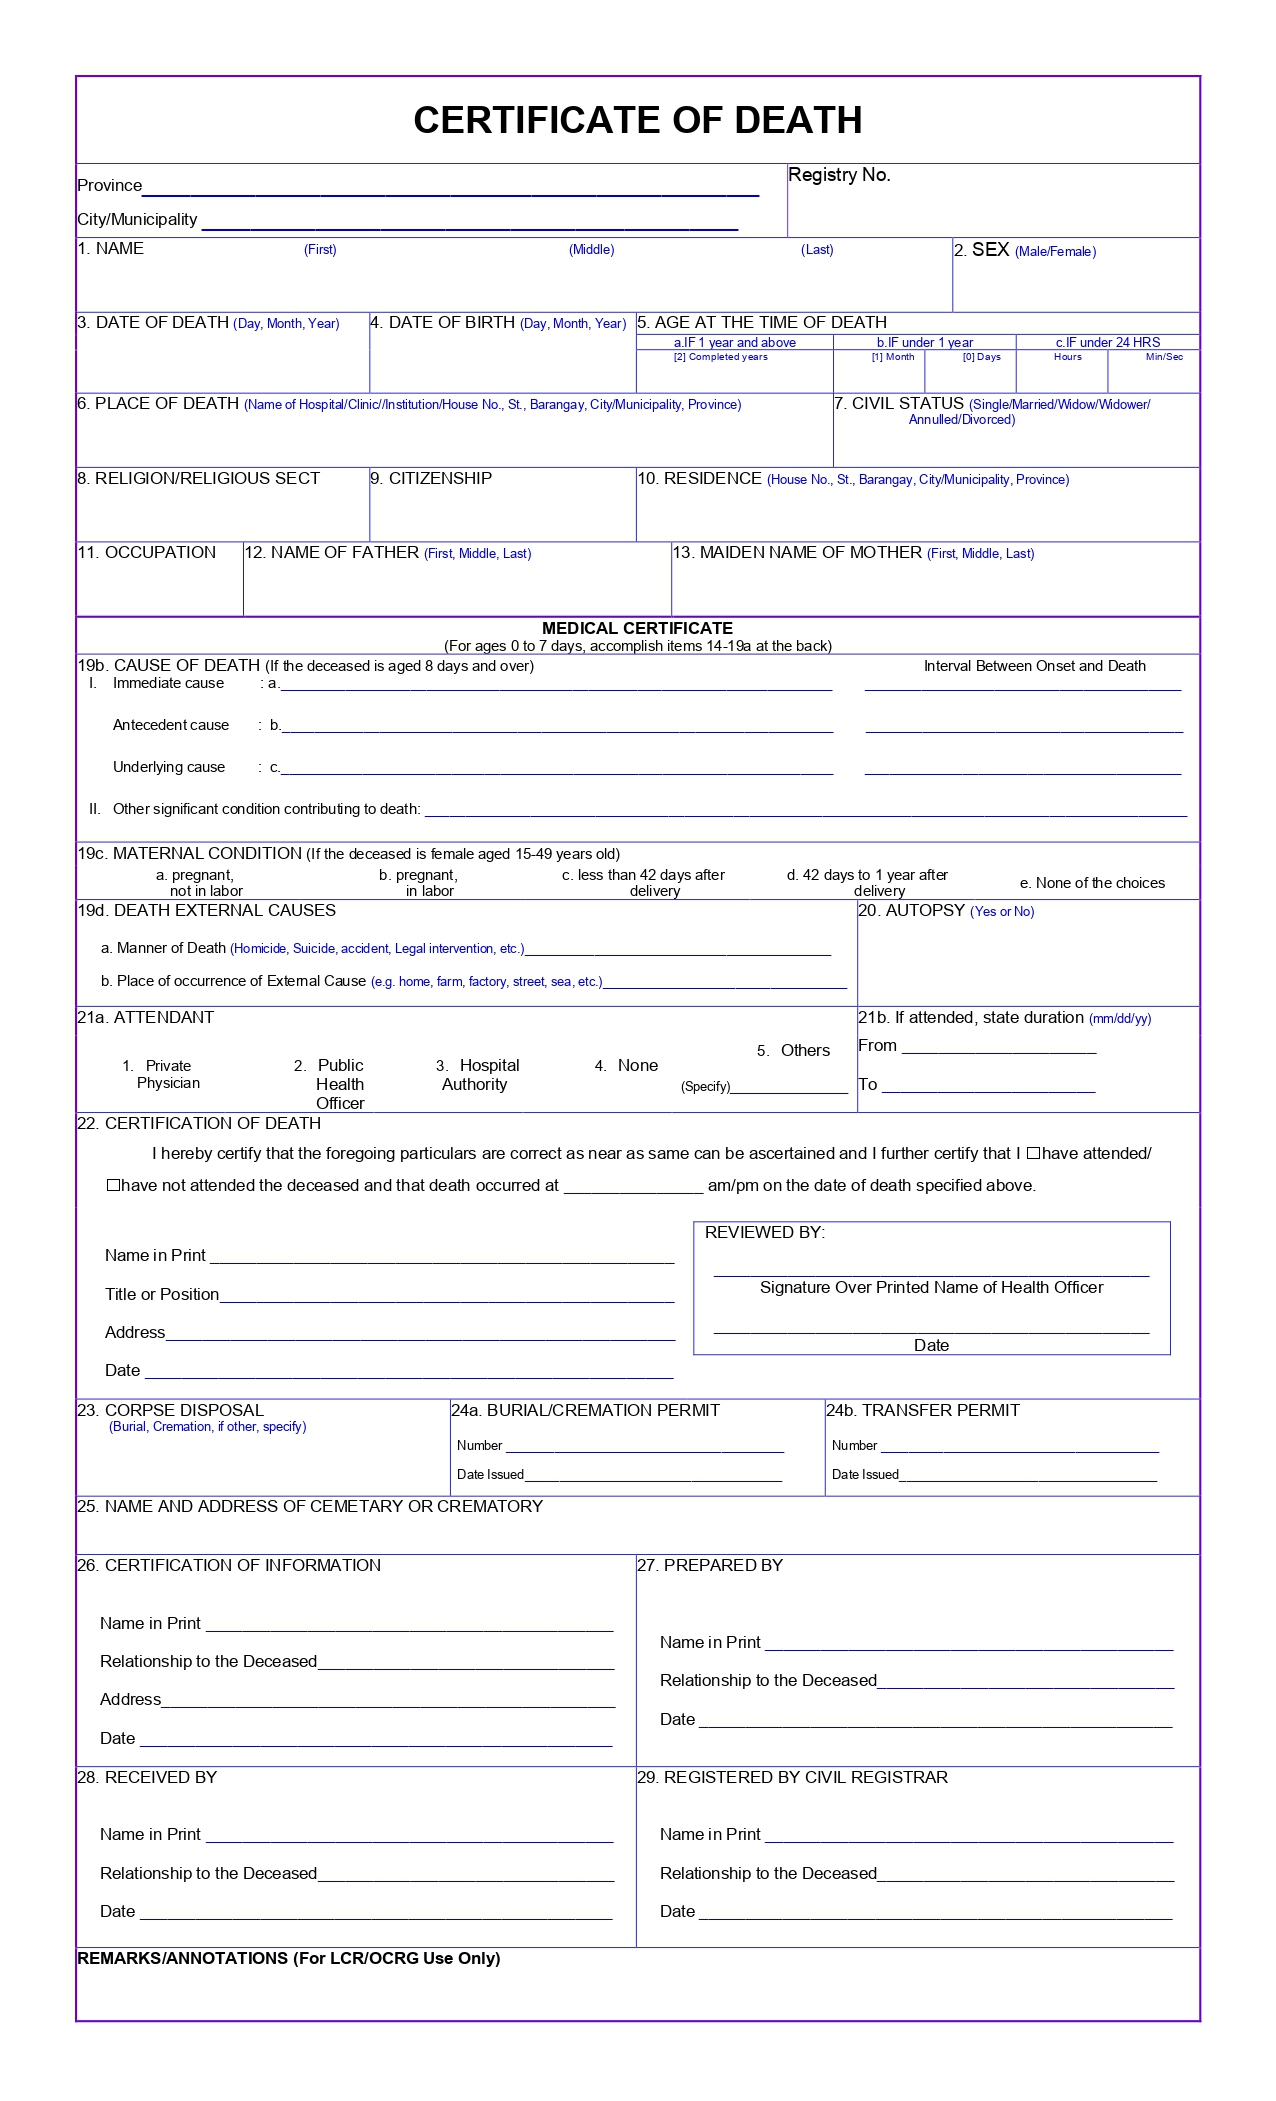 CERTIFICATE OF DEATH
Province
Registry No.
City/Municipality
1. NAME (First) (Middle) (Last)
2. SEX (Male/Female)
3. DATE OF DEATH (Day, Month, Year)
4. DATE OF BIRTH (Day, Month, Year)
5. AGE AT THE TIME OF DEATH
a.IF 1 year and above
b.IF under 1 year
c.IF under 24 HRS
[2] Completed years
[1] Month
[0] Days
Hours
Min/Sec
6. PLACE OF DEATH (Name of Hospital/Clinic//Institution/House No., St., Barangay, City/Municipality, Province)
7. CIVIL STATUS (Single/Married/Widow/Widower/
Annulled/Divorced)
8. RELIGION/RELIGIOUS SECT
9. CITIZENSHIP
10. RESIDENCE (House No., St., Barangay, City/Municipality, Province)
11. OCCUPATION
12. NAME OF FATHER (First, Middle, Last)
13. MAIDEN NAME OF MOTHER (First, Middle, Last)
MEDICAL CERTIFICATE
(For ages 0 to 7 days, accomplish items 14-19a at the back)
19b. CAUSE OF DEATH (If the deceased is aged 8 days and over) Interval Between Onset and Death
I. Immediate cause : a.
Antecedent cause : b.
Underlying cause : c.
II. Other significant condition contributing to death:
19c. MATERNAL CONDITION (If the deceased is female aged 15-49 years old)
a. pregnant,
not in labor
b. pregnant,
in labor
c. less than 42 days after
delivery
d. 42 days to 1 year after
delivery
e. None of the choices
19d. DEATH EXTERNAL CAUSES
a. Manner of Death (Homicide, Suicide, accident, Legal intervention, etc.)
b. Place of occurrence of External Cause (e.g. home, farm, factory, street, sea, etc.)
20. AUTOPSY (Yes or No)
21a. ATTENDANT
1. Private
Physician
2. Public
Health
Officer
3. Hospital
Authority
4. None
5. Others
(Specify)
21b. If attended, state duration (mm/dd/yy)
From
To
22. CERTIFICATION OF DEATH
I hereby certify that the foregoing particulars are correct as near as same can be ascertained and I further certify that I ☐have attended/
☐have not attended the deceased and that death occurred at _______________ am/pm on the date of death specified above.
Name in Print
Title or Position
Address
Date
REVIEWED BY:
Signature Over Printed Name of Health Officer
Date
23. CORPSE DISPOSAL
(Burial, Cremation, if other, specify)
24a. BURIAL/CREMATION PERMIT
Number
Date Issued
24b. TRANSFER PERMIT
Number
Date Issued
25. NAME AND ADDRESS OF CEMETARY OR CREMATORY
26. CERTIFICATION OF INFORMATION
Name in Print
Relationship to the Deceased
Address
Date
27. PREPARED BY
Name in Print
Relationship to the Deceased
Date
28. RECEIVED BY
Name in Print
Relationship to the Deceased
Date
29. REGISTERED BY CIVIL REGISTRAR
Name in Print
Relationship to the Deceased
Date
REMARKS/ANNOTATIONS (For LCR/OCRG Use Only)